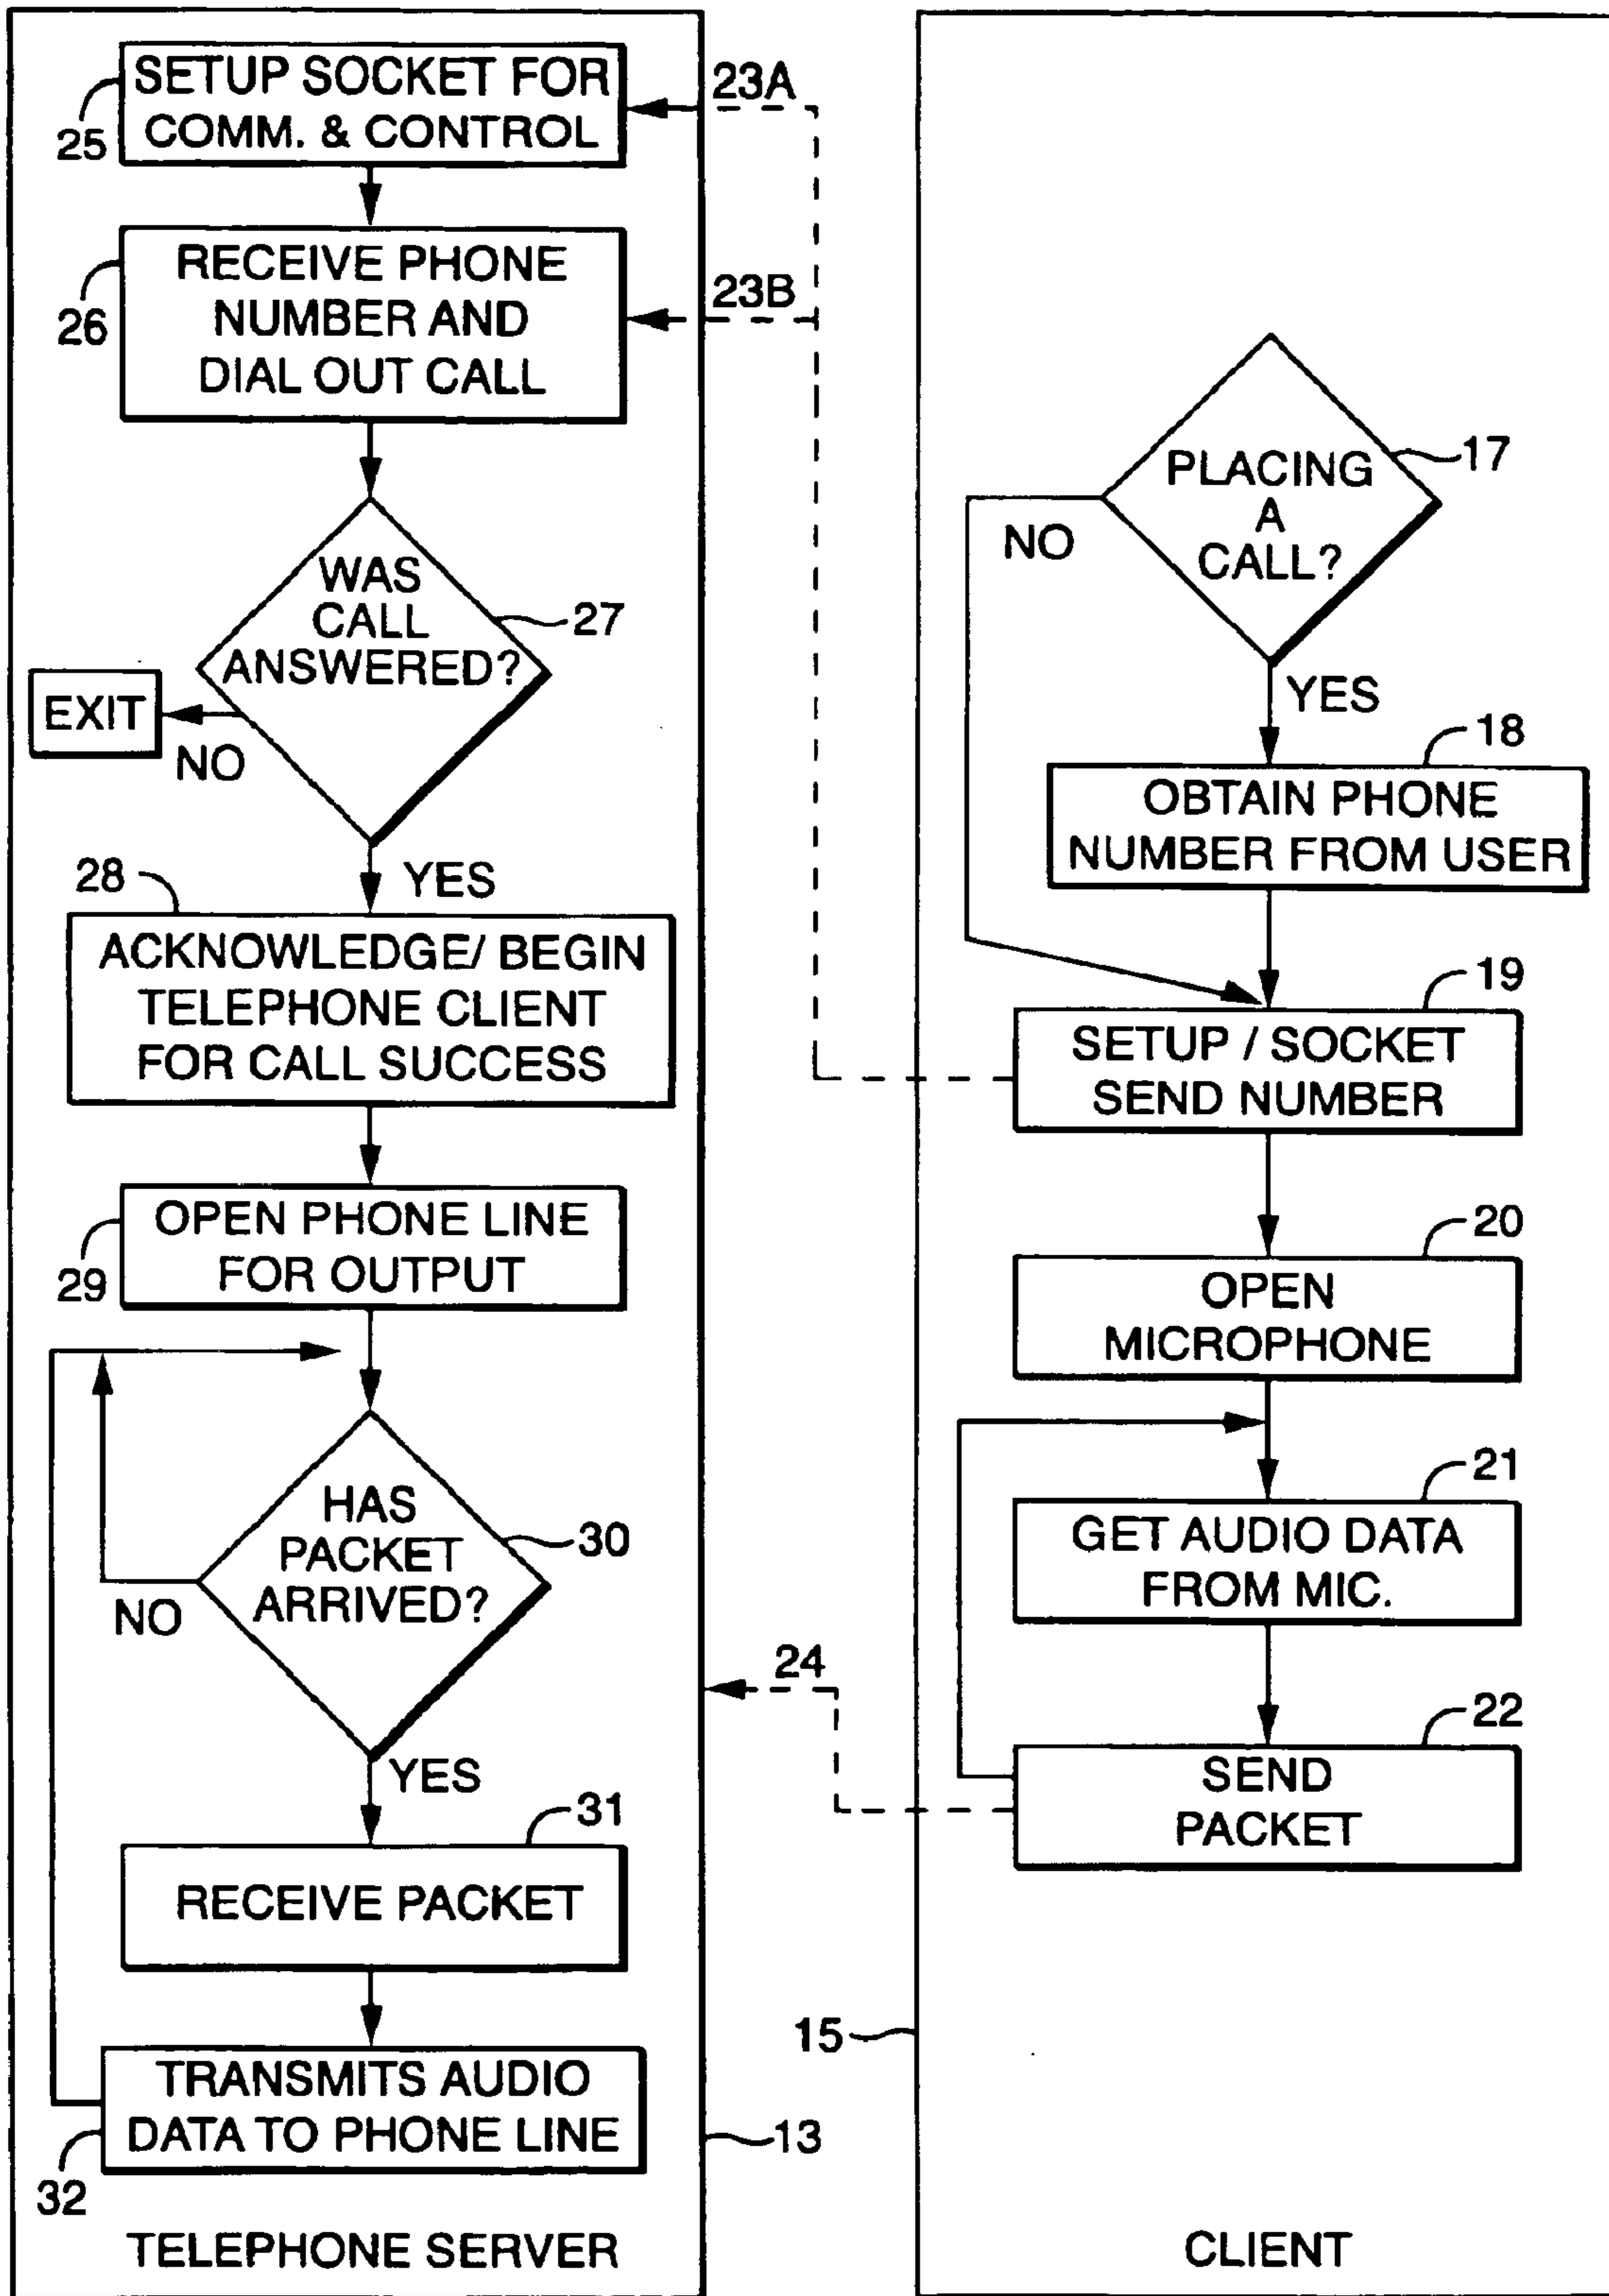 SETUP SOCKET FOR
COMM. & CONTROL
25
23A
RECEIVE PHONE
NUMBER AND
DIAL OUT CALL
26
23B
WAS
CALL
ANSWERED?
27
EXIT
NO
YES
28
ACKNOWLEDGE/ BEGIN
TELEPHONE CLIENT
FOR CALL SUCCESS
OPEN PHONE LINE
FOR OUTPUT
29
HAS
PACKET
ARRIVED?
30
NO
YES
24
31
RECEIVE PACKET
TRANSMITS AUDIO
DATA TO PHONE LINE
32
13
TELEPHONE SERVER
PLACING
A
CALL?
17
NO
YES
18
OBTAIN PHONE
NUMBER FROM USER
19
SETUP / SOCKET
SEND NUMBER
20
OPEN
MICROPHONE
21
GET AUDIO DATA
FROM MIC.
22
SEND
PACKET
15
CLIENT